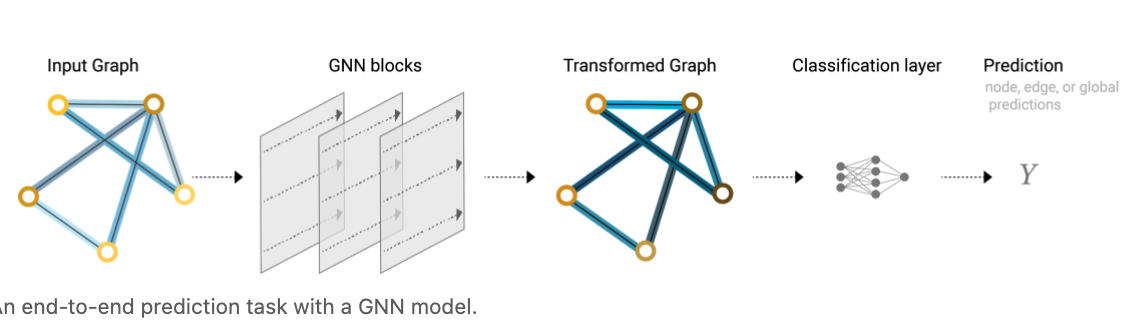 Input Graph
GNN blocks
Transformed Graph
Classification layer
Prediction
node, edge, or global
predictions
Y
An end-to-end prediction task with a GNN model.